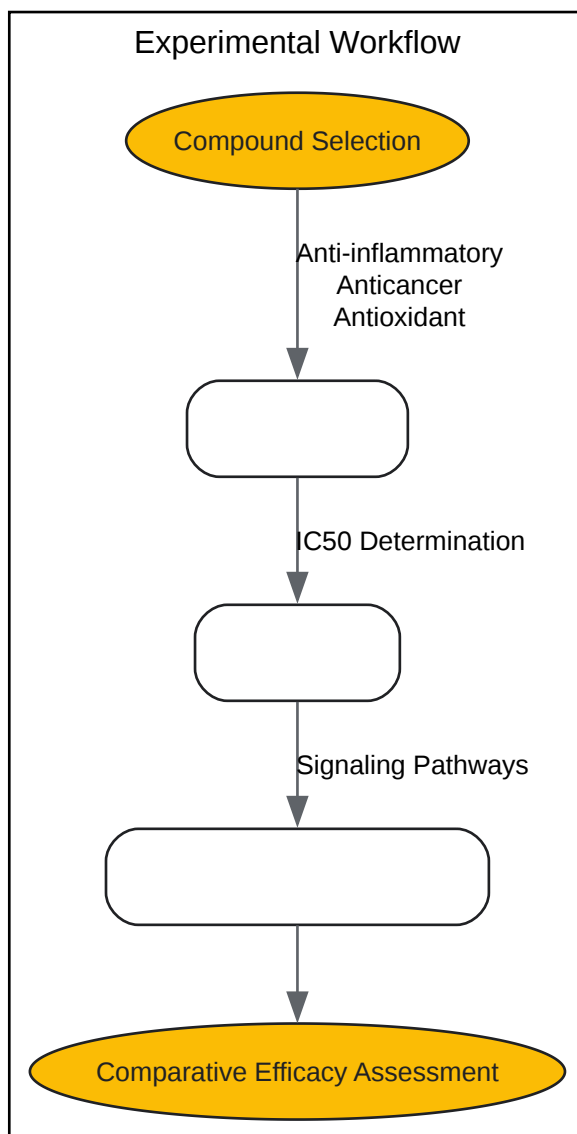 Experimental Workflow
Compound Selection
Anti-inflammatory
Anticancer
Antioxidant
IC50 Determination
Signaling Pathways
Comparative Efficacy Assessment